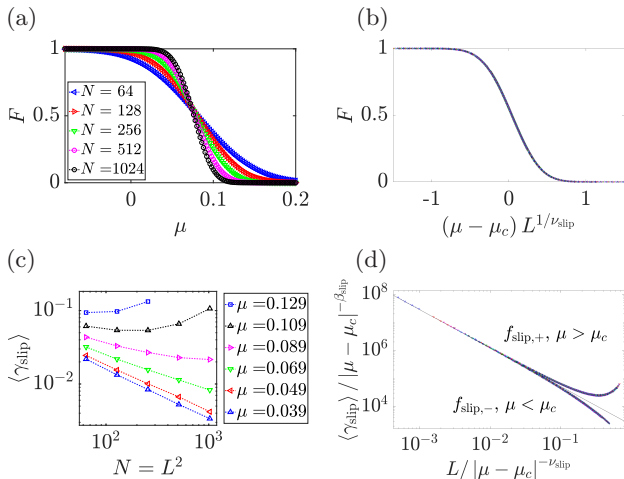 (a)
F
1
0.5
0
N = 64
N = 128
N = 256
N = 512
N =1024
0
0.1
0.2
μ
(b)
F
1
0.5
0
-1
0
1
(μ − μc) L^{1/νslip}
(c)
⟨γslip⟩
10^{-1}
10^{-2}
10^2
10^3
N = L^2
μ =0.129
μ =0.109
μ =0.089
μ =0.069
μ =0.049
μ =0.039
(d)
⟨γslip⟩/ |μ − μc|^{−βslip}
10^8
10^6
10^4
fslip,+, μ > μc
fslip,−, μ < μc
10^{-3}
10^{-2}
10^{-1}
L/ |μ − μc|^{−νslip}